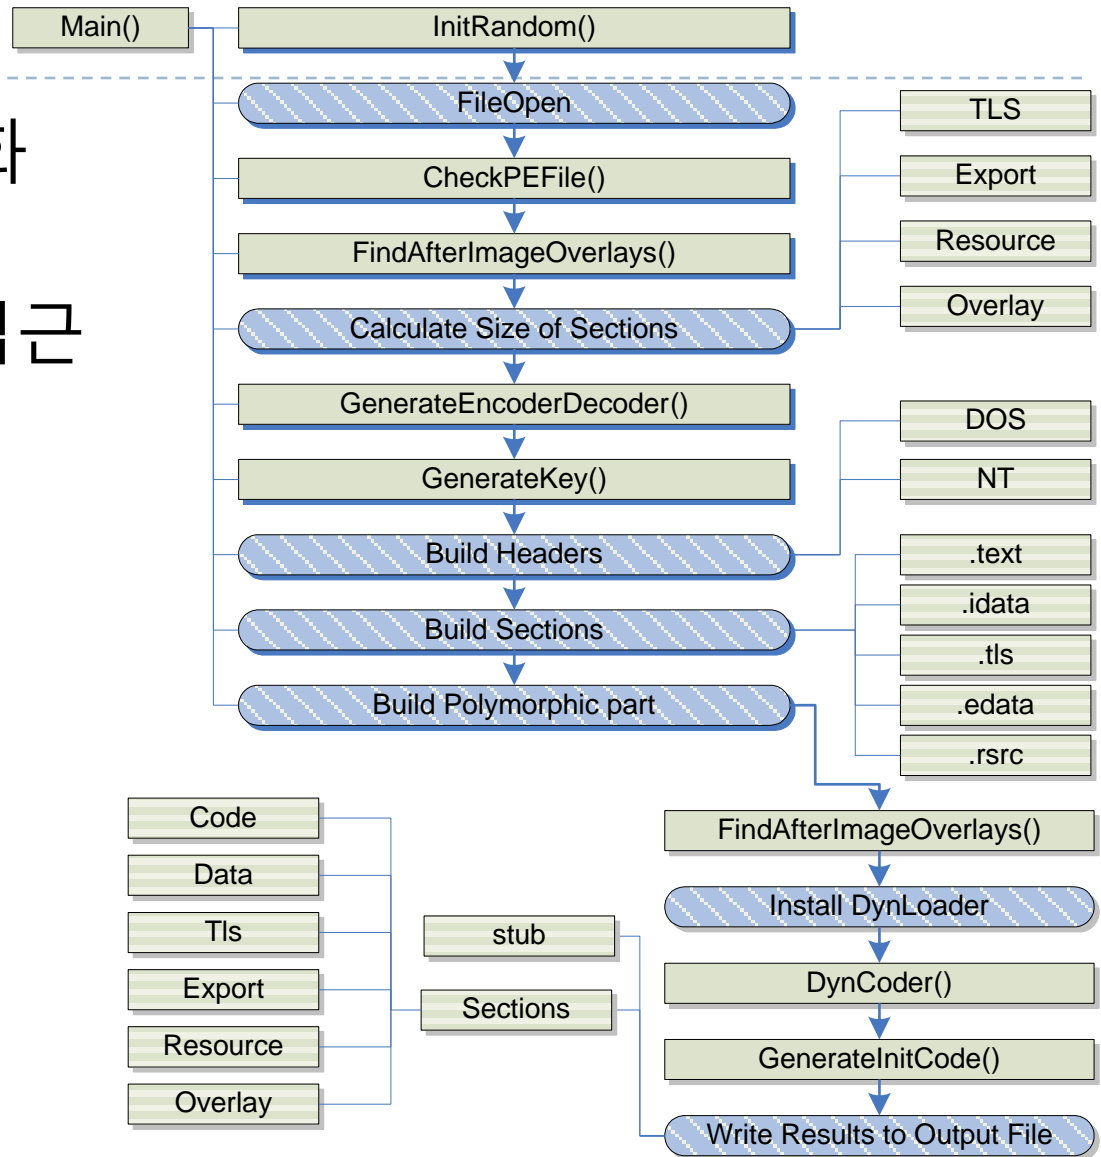 Main()
InitRandom()
FileOpen
CheckPEFile()
FindAfterImageOverlays()
Calculate Size of Sections
GenerateEncoderDecoder()
GenerateKey()
Build Headers
Build Sections
Build Polymorphic part
TLS
Export
Resource
Overlay
DOS
NT
.text
.idata
.tls
.edata
.rsrc
FindAfterImageOverlays()
Install DynLoader
DynCoder()
GenerateInitCode()
Write Results to Output File
stub
Sections
Code
Data
Tls
Export
Resource
Overlay